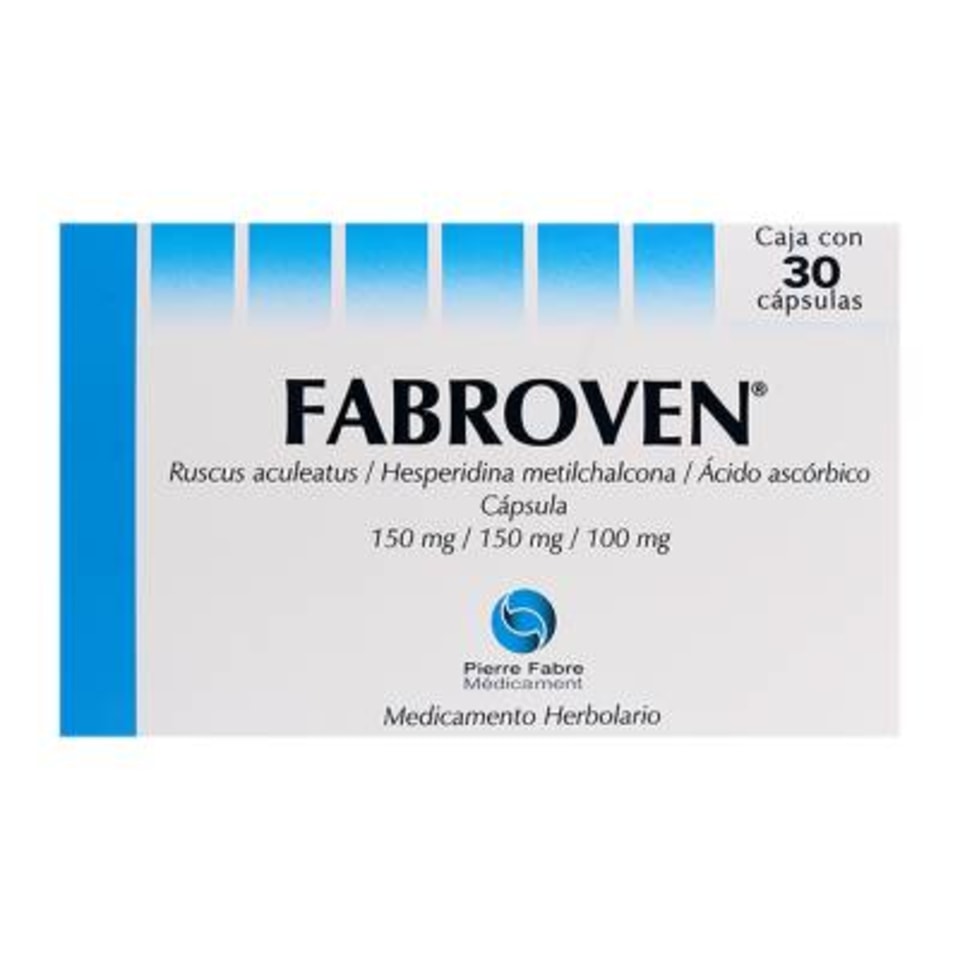 Caja con
30
cápsulas
FABROVEN®
Ruscus aculeatus / Hesperidina metilchalcona / Ácido ascórbico
Cápsula
150 mg / 150 mg / 100 mg
Pierre Fabre
Médicament
Medicamento Herbolario